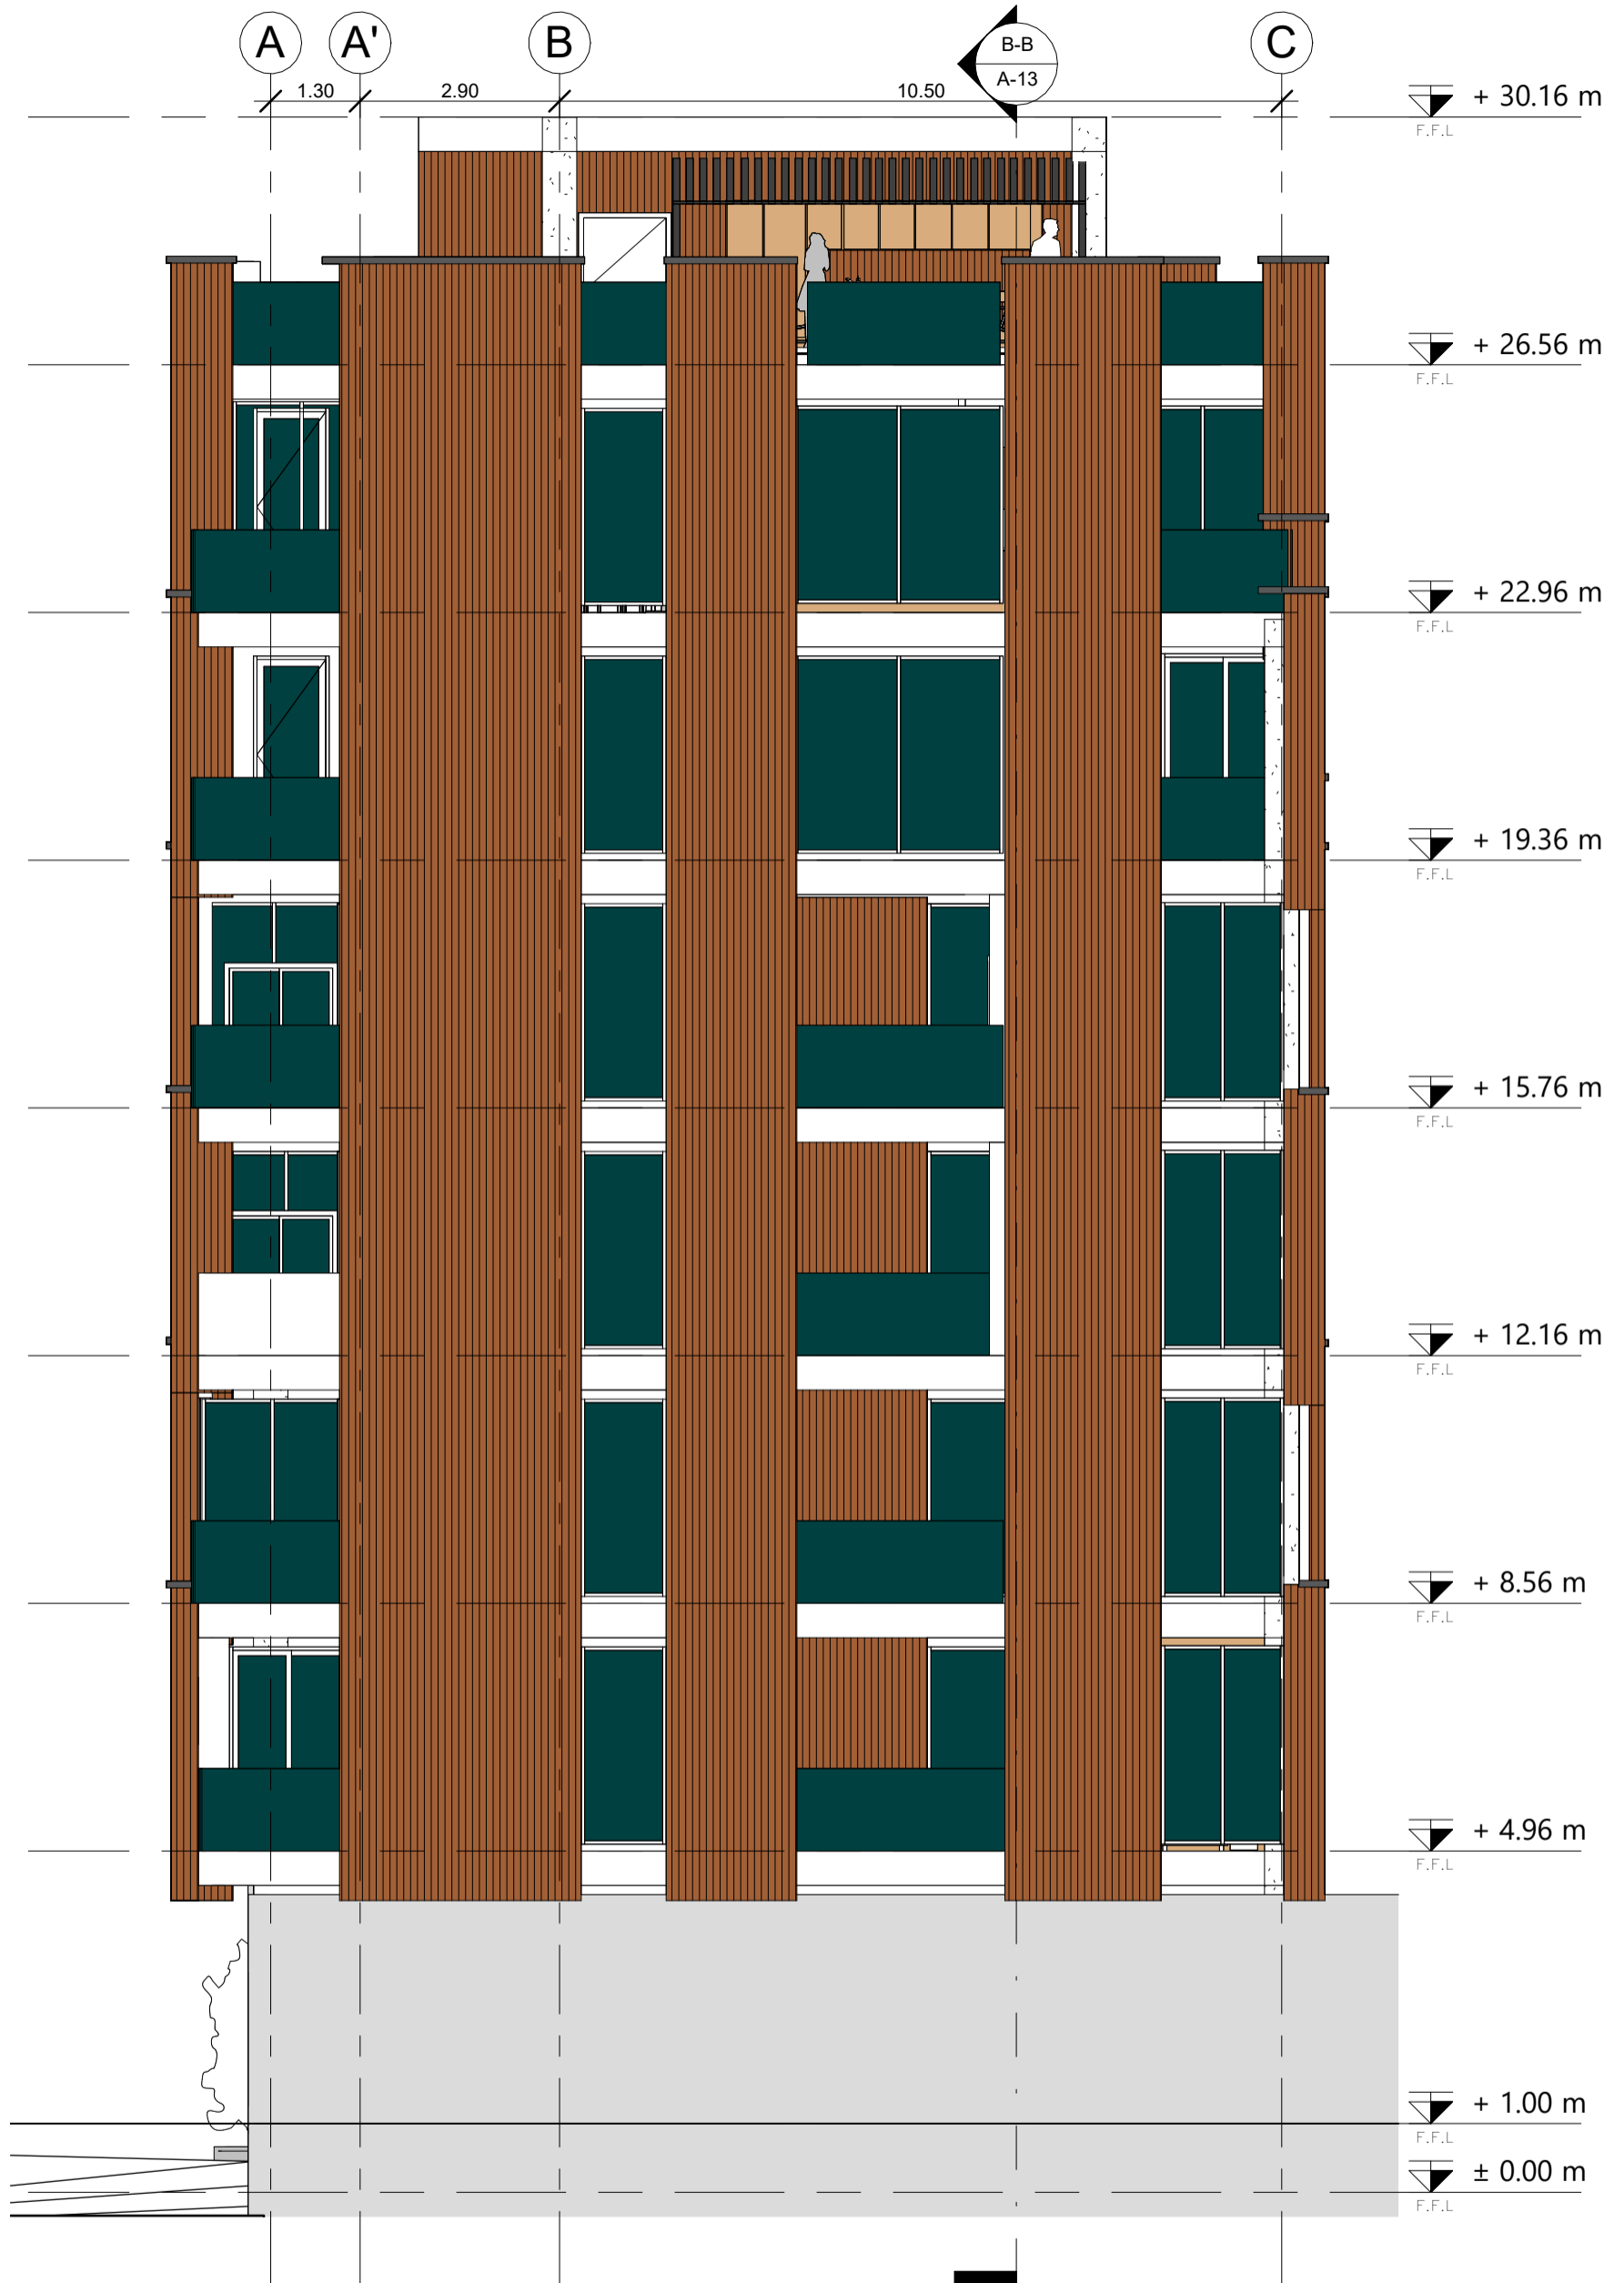 A A' B B-B C
A-13
1.30 2.90 10.50
+ 30.16 m
F.F.L
+ 26.56 m
F.F.L
+ 22.96 m
F.F.L
+ 19.36 m
F.F.L
+ 15.76 m
F.F.L
+ 12.16 m
F.F.L
+ 8.56 m
F.F.L
+ 4.96 m
F.F.L
+ 1.00 m
F.F.L
± 0.00 m
F.F.L